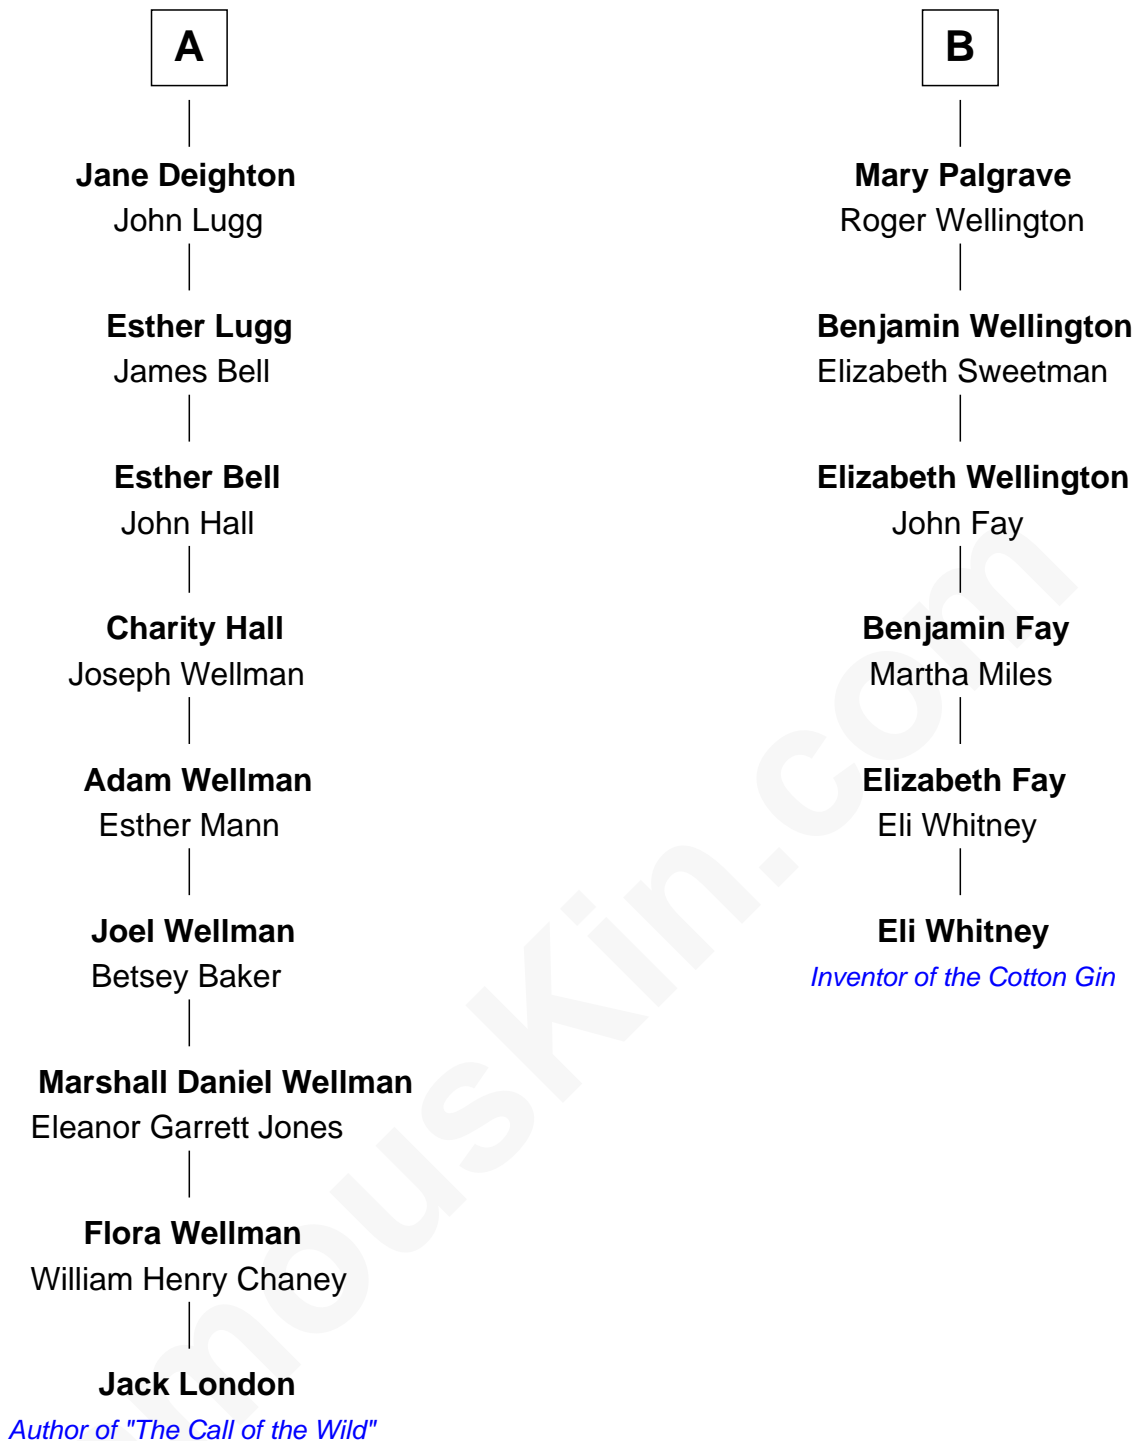 A
Jane Deighton
John Lugg
Esther Lugg
James Bell
Esther Bell
John Hall
Charity Hall
Joseph Wellman
Adam Wellman
Esther Mann
Joel Wellman
Betsey Baker
Marshall Daniel Wellman
Eleanor Garrett Jones
Flora Wellman
William Henry Chaney
Jack London
Author of "The Call of the Wild"
B
Mary Palgrave
Roger Wellington
Benjamin Wellington
Elizabeth Sweetman
Elizabeth Wellington
John Fay
Benjamin Fay
Martha Miles
Elizabeth Fay
Eli Whitney
Eli Whitney
Inventor of the Cotton Gin
mousKin.com